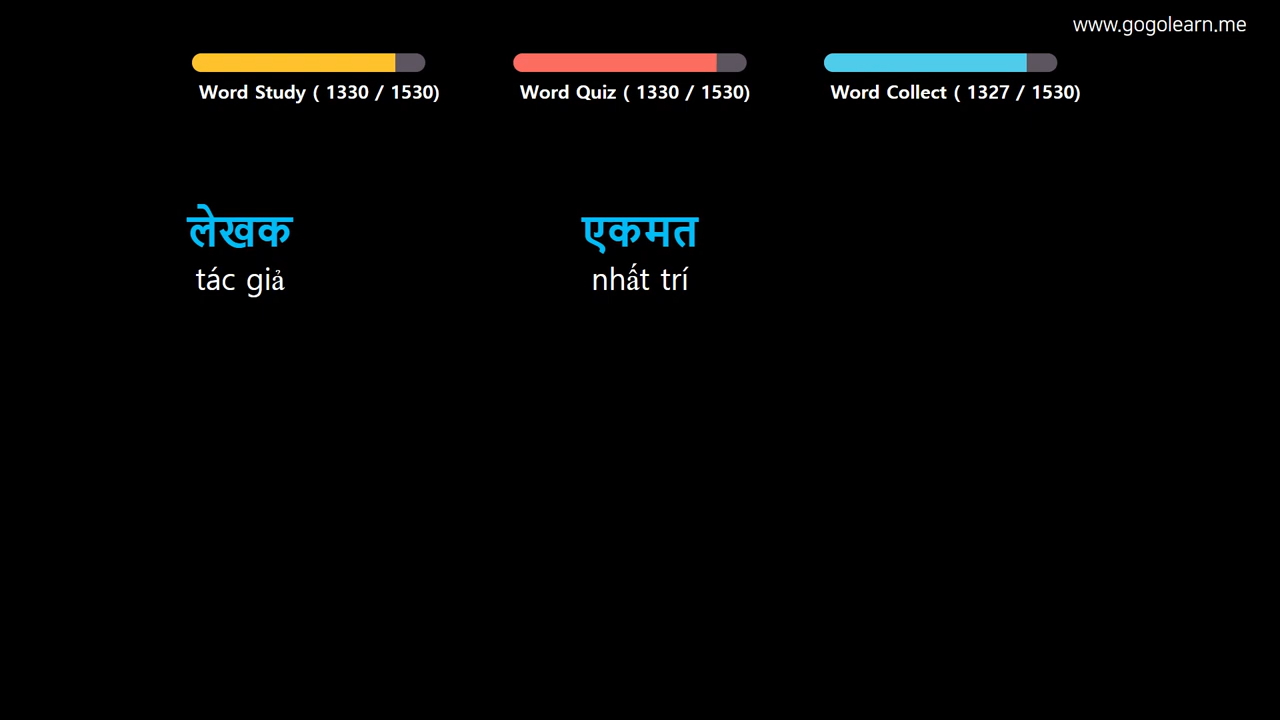 www.gogolearn.me
Word Study ( 1330 / 1530)
Word Quiz ( 1330 / 1530)
Word Collect ( 1327 / 1530)
लेखक
tác giả
एकमत
nhất trí